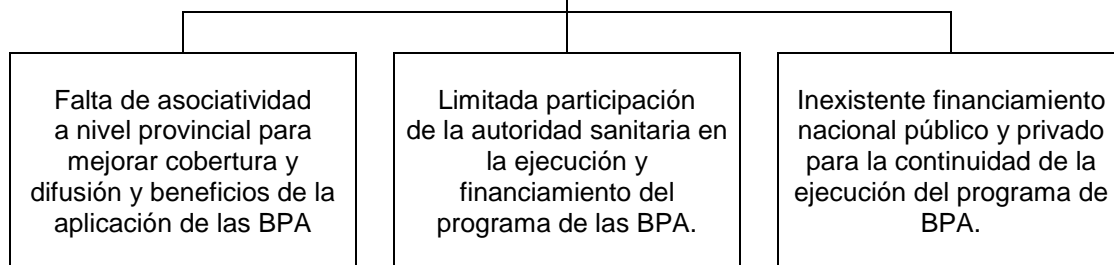 Falta de asociatividad
a nivel provincial para
mejorar cobertura y
difusión y beneficios de la
aplicación de las BPA
Limitada participación
de la autoridad sanitaria en
la ejecución y
financiamiento del
programa de las BPA.
Inexistente financiamiento
nacional público y privado
para la continuidad de la
ejecución del programa de
BPA.